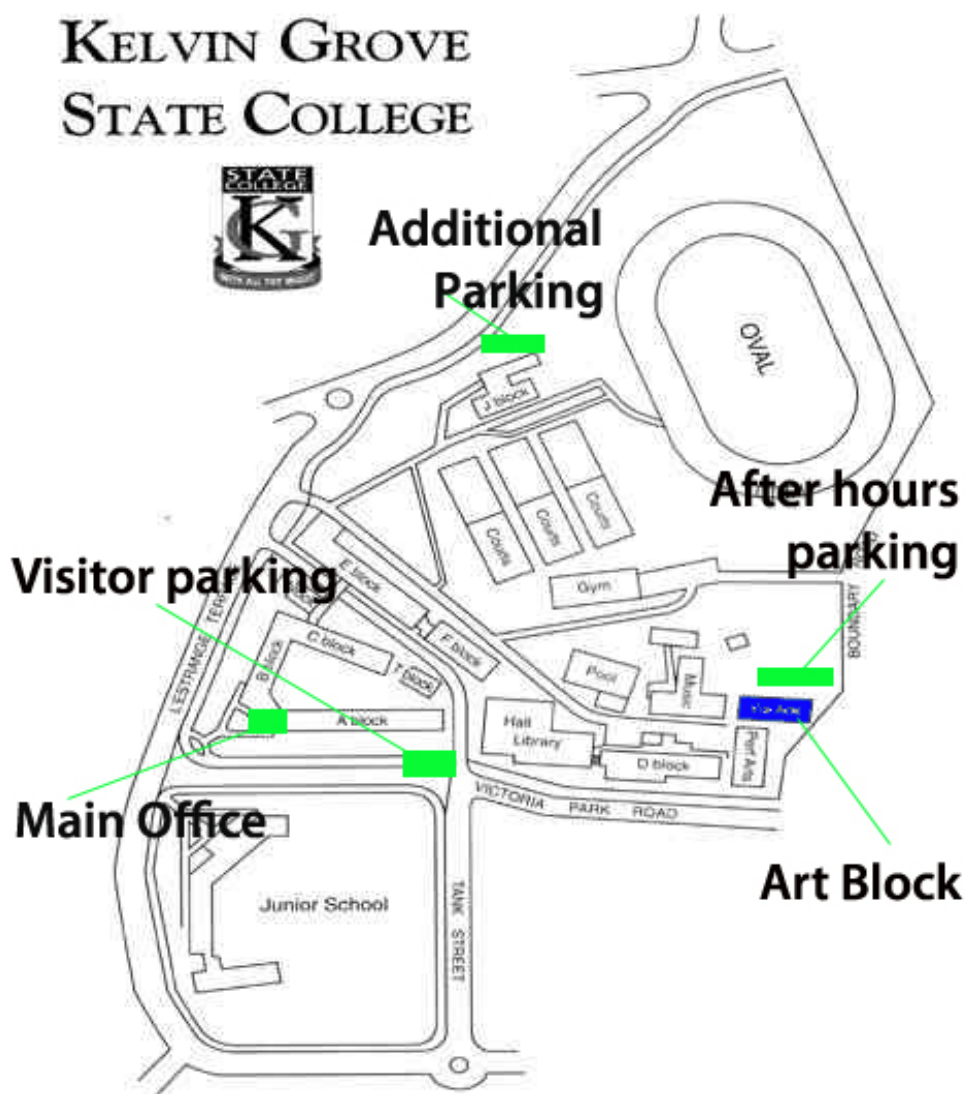 KELVIN GROVE
STATE COLLEGE
STATE
COLLEGE
KG
Additional
Parking
OVAL
J block
Courts
Courts
Courts
After hours
parking
Visitor parking
E block
Gym
BOUNDARY
L'ESTRANGE
C block
F block
B block
T block
Pool
Music
A block
Hall
Library
D block
Perf Arts
VICTORIA PARK ROAD
Main Office
Art Block
Junior School
TANK STREET